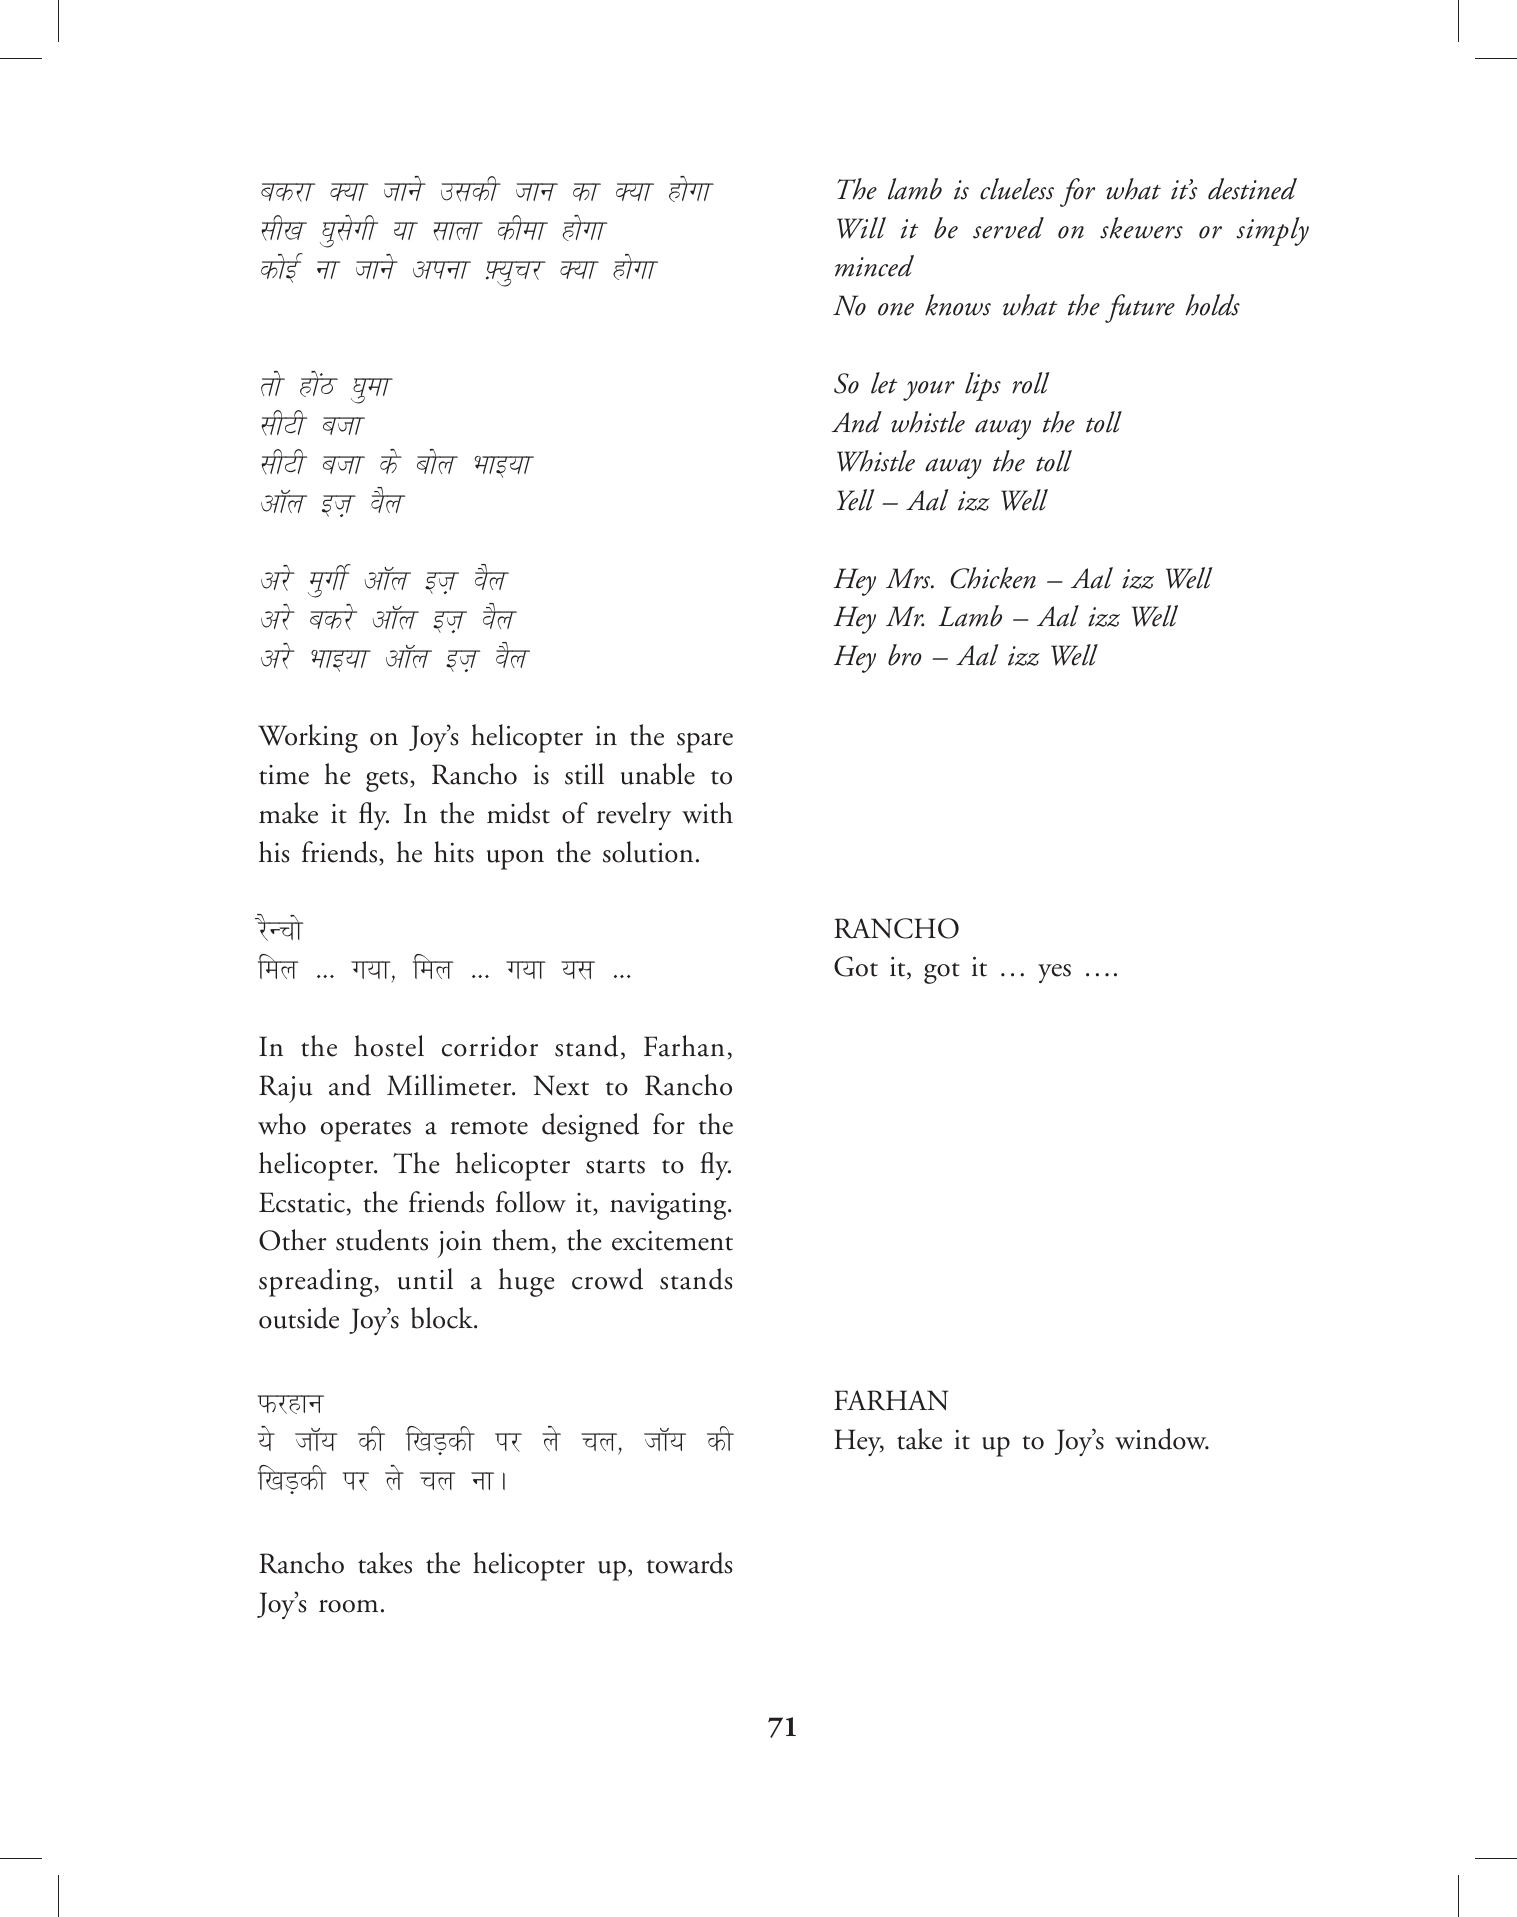 बकरा क्या जाने उसकी जान का क्या होगा
सीख घुसेगी या साला कीमा होगा
कोई ना जाने अपना फ़्युचर क्या होगा
The lamb is clueless for what it’s destined
Will it be served on skewers or simply
minced
No one knows what the future holds
तो होंठ घुमा
सीटी बजा
सीटी बजा के बोल भाइया
ऑल इज़ वैल
So let your lips roll
And whistle away the toll
Whistle away the toll
Yell – Aal izz Well
अरे मुर्गी ऑल इज़ वैल
अरे बकरे ऑल इज़ वैल
अरे भाइया ऑल इज़ वैल
Hey Mrs. Chicken – Aal izz Well
Hey Mr. Lamb – Aal izz Well
Hey bro – Aal izz Well
Working on Joy’s helicopter in the spare
time he gets, Rancho is still unable to
make it fly. In the midst of revelry with
his friends, he hits upon the solution.
रैन्चो
मिल ... गया, मिल ... गया यस ...
RANCHO
Got it, got it … yes ….
In the hostel corridor stand, Farhan,
Raju and Millimeter. Next to Rancho
who operates a remote designed for the
helicopter. The helicopter starts to fly.
Ecstatic, the friends follow it, navigating.
Other students join them, the excitement
spreading, until a huge crowd stands
outside Joy’s block.
फरहान
ये जॉय की खिड़की पर ले चल, जॉय की
खिड़की पर ले चल ना।
FARHAN
Hey, take it up to Joy’s window.
Rancho takes the helicopter up, towards
Joy’s room.
71